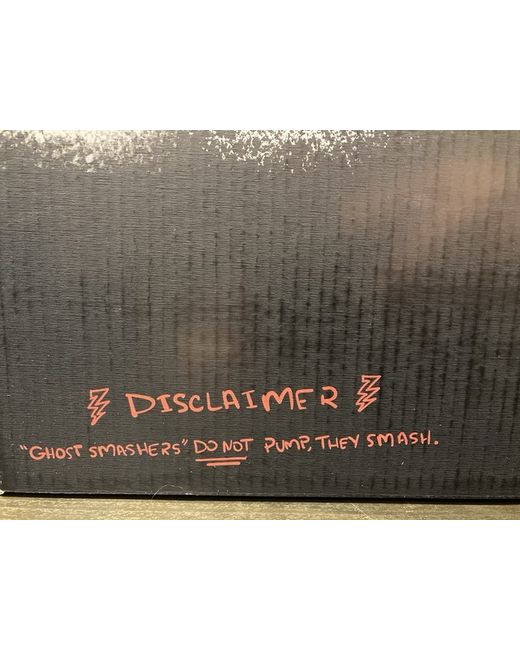 DISCLAIMER
"GHOST SMASHERS" DO NOT PUMP, THEY SMASH.